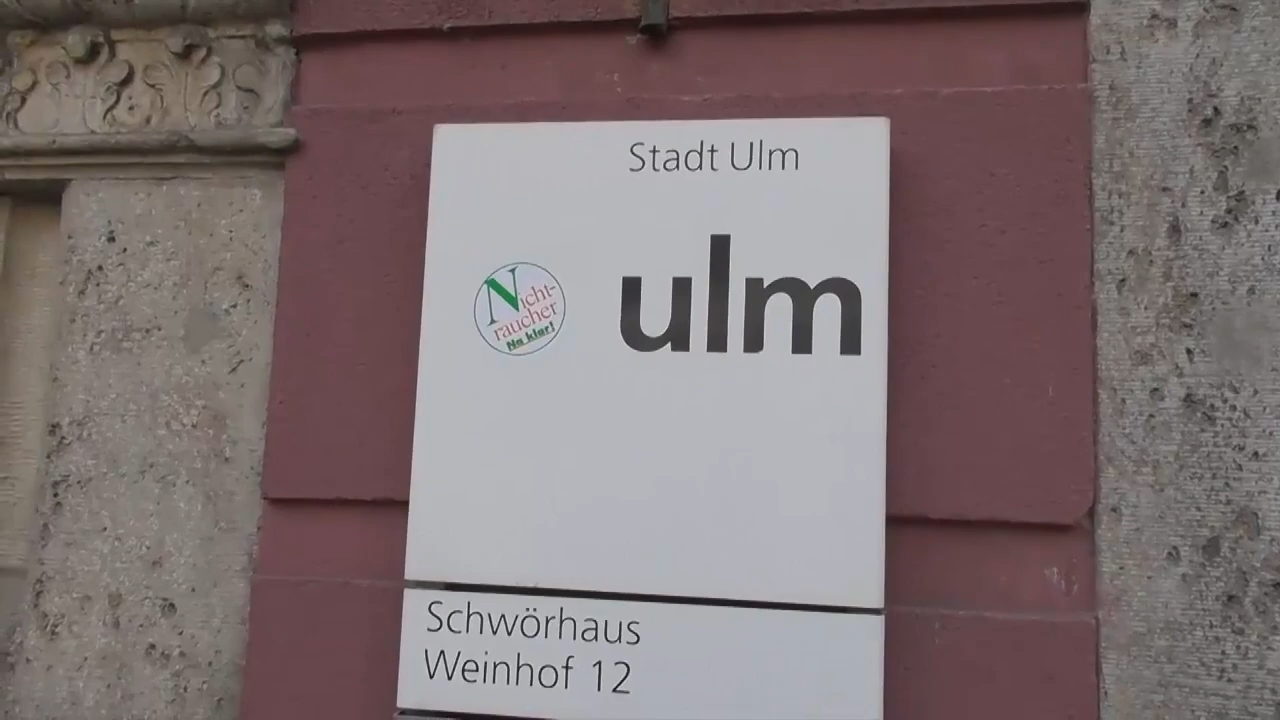 Stadt Ulm
ulm
Nicht-
raucher
Na klar!
Schwörhaus
Weinhof 12